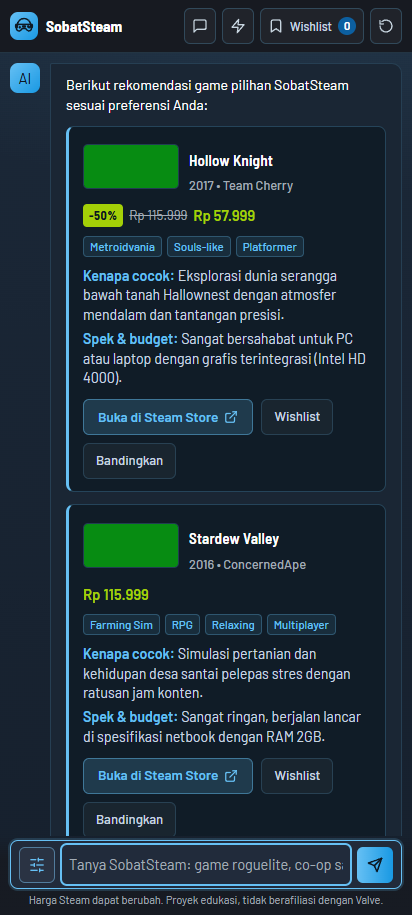 SobatSteam
Wishlist 0
AI
Berikut rekomendasi game pilihan SobatSteam
sesuai preferensi Anda:
Hollow Knight
2017 • Team Cherry
-50% Rp 115.999 Rp 57.999
Metroidvania Souls-like Platformer
Kenapa cocok: Eksplorasi dunia serangga
bawah tanah Hallownest dengan atmosfer
mendalam dan tantangan presisi.
Spek & budget: Sangat bersahabat untuk PC
atau laptop dengan grafis terintegrasi (Intel HD
4000).
Buka di Steam Store Wishlist
Bandingkan
Stardew Valley
2016 • ConcernedApe
Rp 115.999
Farming Sim RPG Relaxing Multiplayer
Kenapa cocok: Simulasi pertanian dan
kehidupan desa santai pelepas stres dengan
ratusan jam konten.
Spek & budget: Sangat ringan, berjalan lancar
di spesifikasi netbook dengan RAM 2GB.
Buka di Steam Store Wishlist
Bandingkan
Tanya SobatSteam: game roguelite, co-op sa
Harga Steam dapat berubah. Proyek edukasi, tidak berafiliasi dengan Valve.